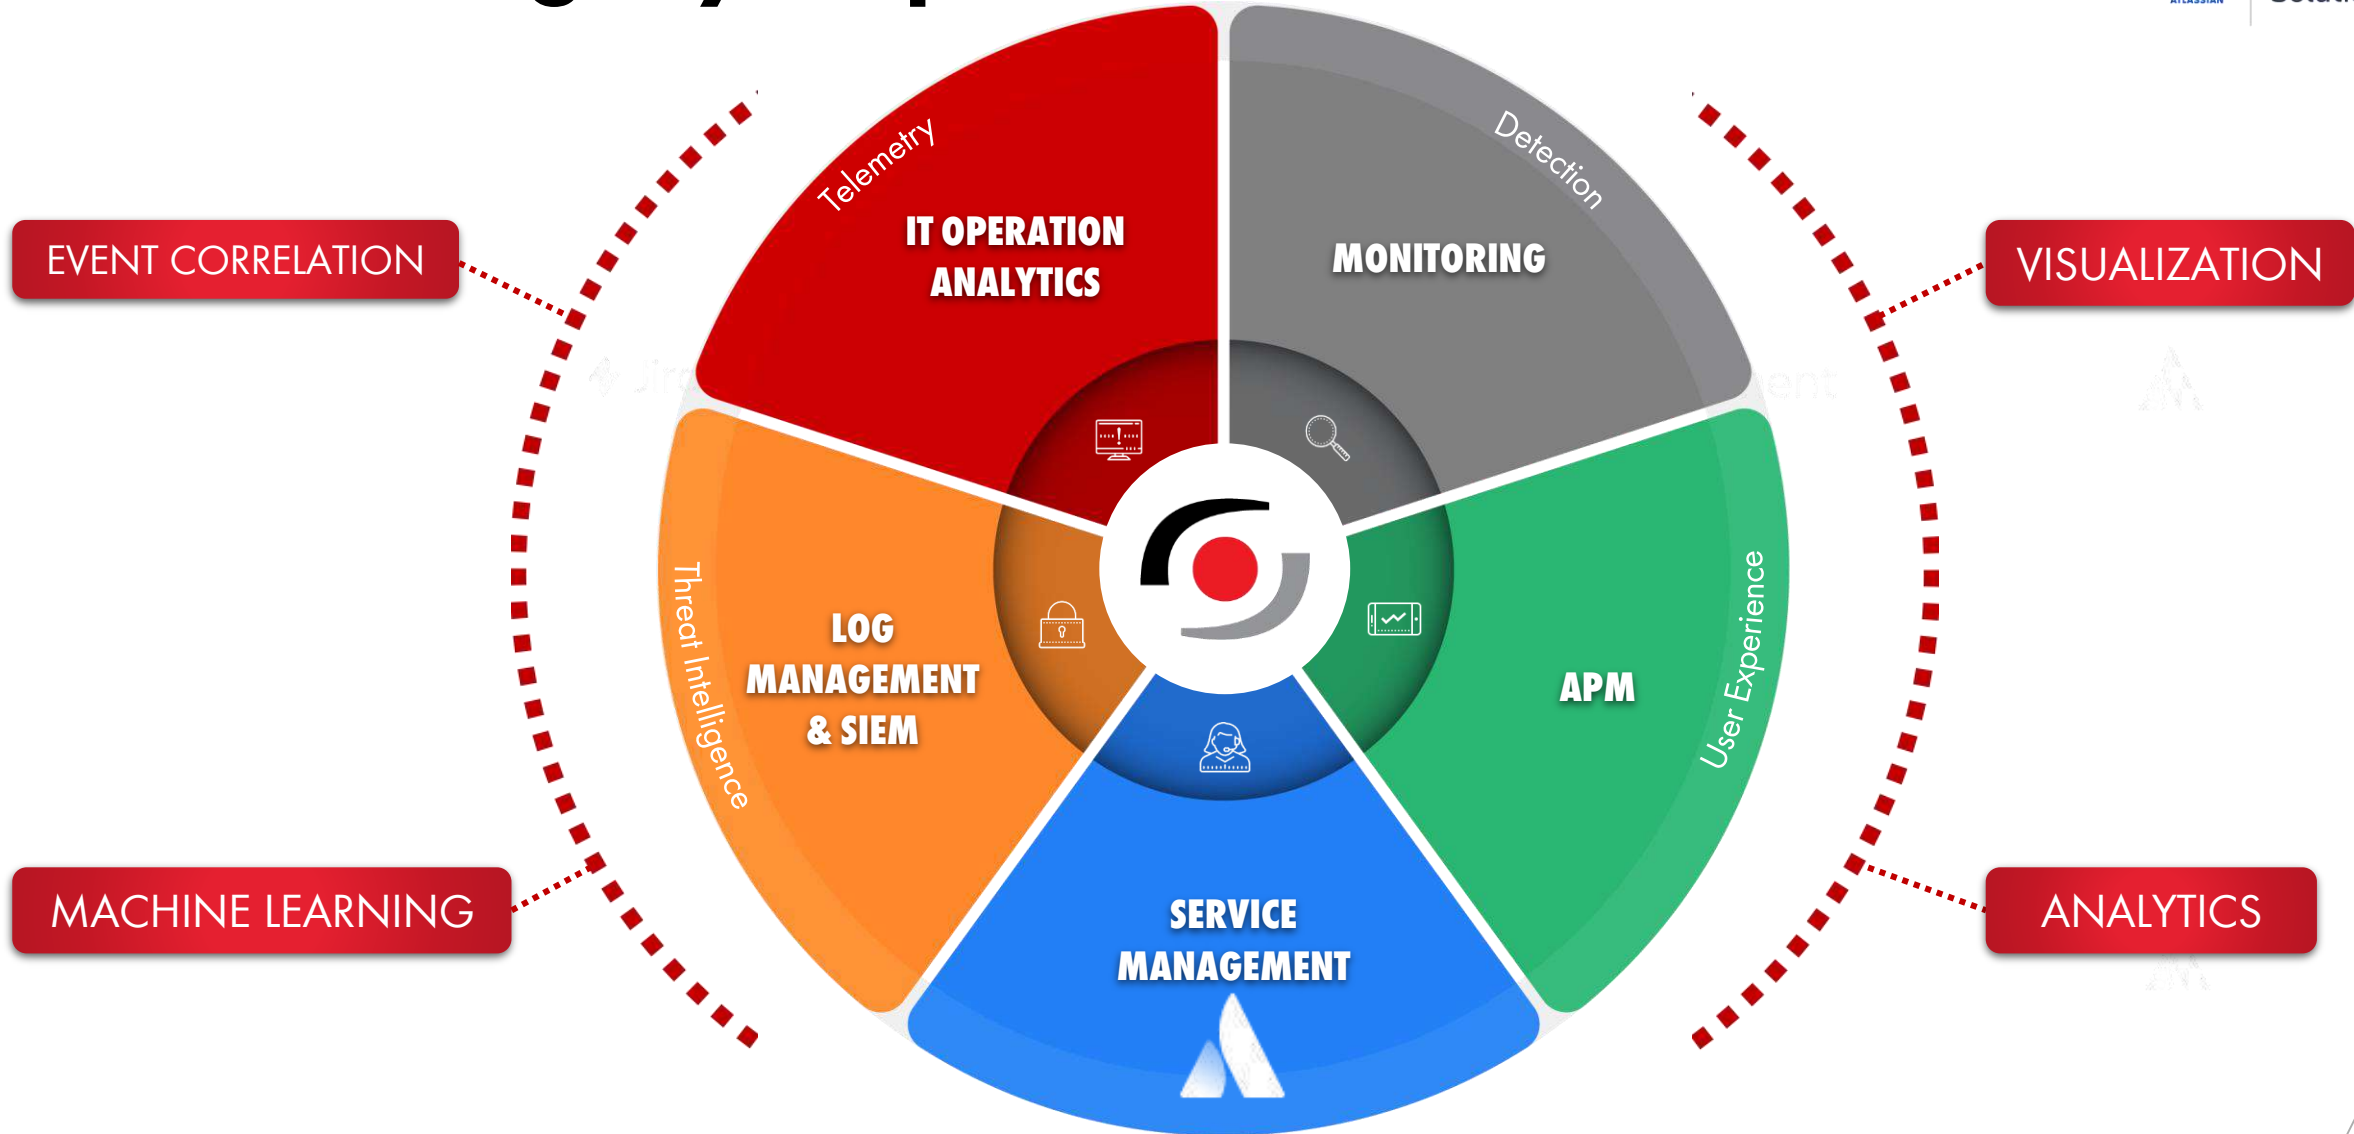 ATLASSIAN
Telemetry
Detection
IT OPERATION
ANALYTICS
MONITORING
EVENT CORRELATION
VISUALIZATION
Threat Intelligence
LOG
MANAGEMENT
& SIEM
APM
User Experience
SERVICE
MANAGEMENT
MACHINE LEARNING
ANALYTICS